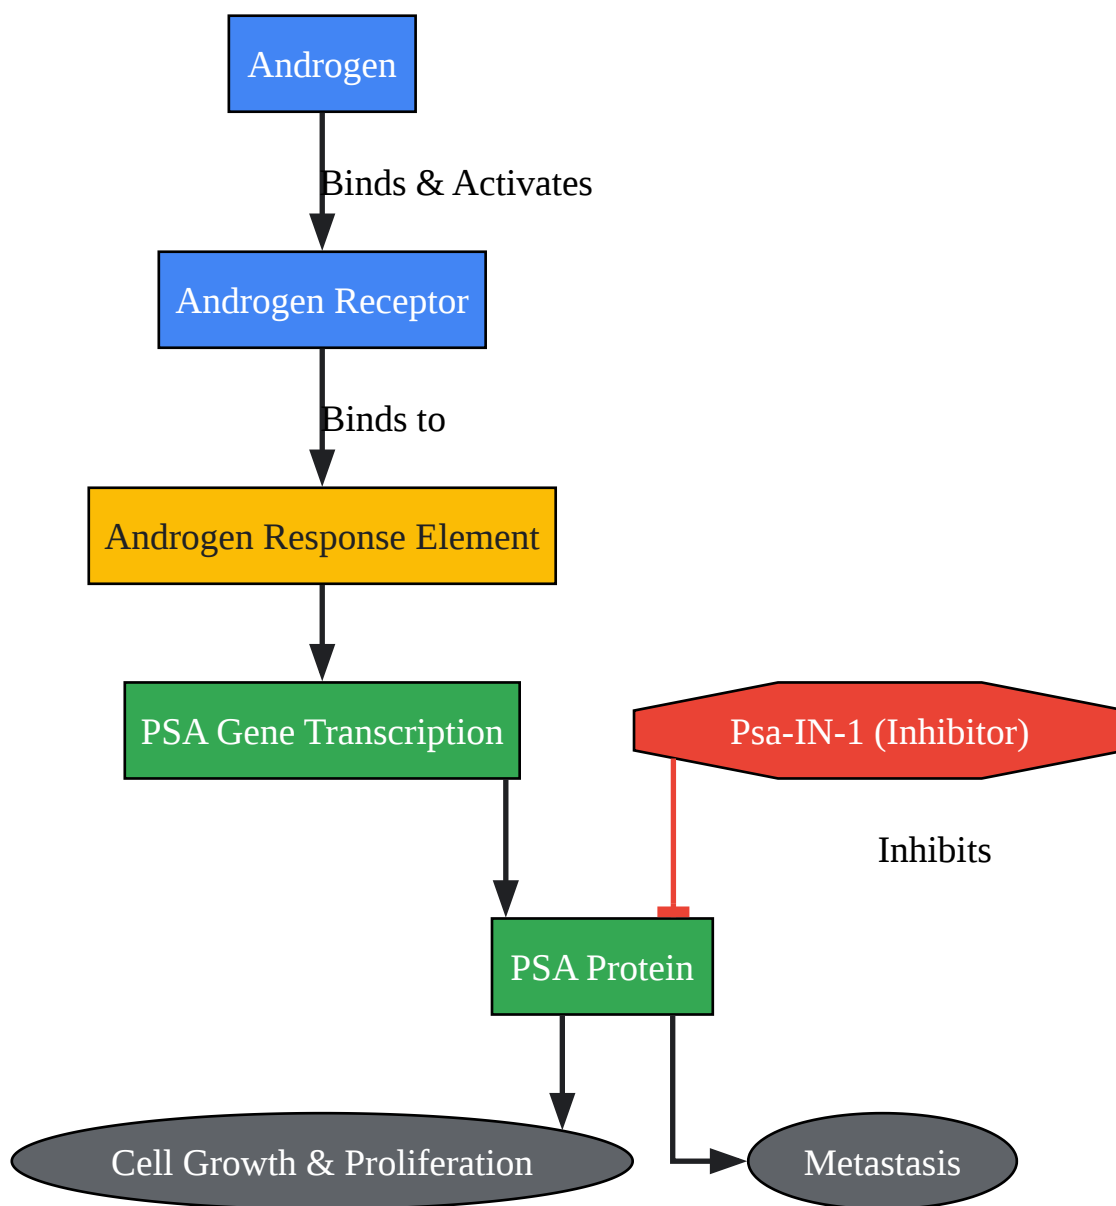 Androgen
Binds & Activates
Androgen Receptor
Binds to
Androgen Response Element
PSA Gene Transcription
Psa-IN-1 (Inhibitor)
Inhibits
PSA Protein
Cell Growth & Proliferation
Metastasis